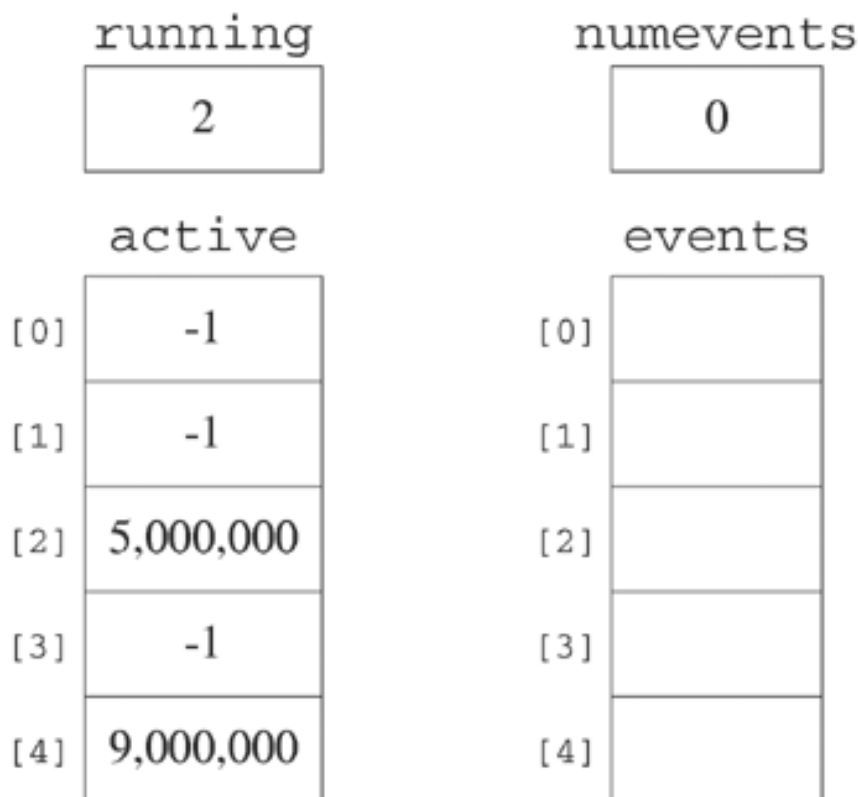 running numevents
2 0
active events
[0] -1 [0]
[1] -1 [1]
[2] 5,000,000 [2]
[3] -1 [3]
[4] 9,000,000 [4]